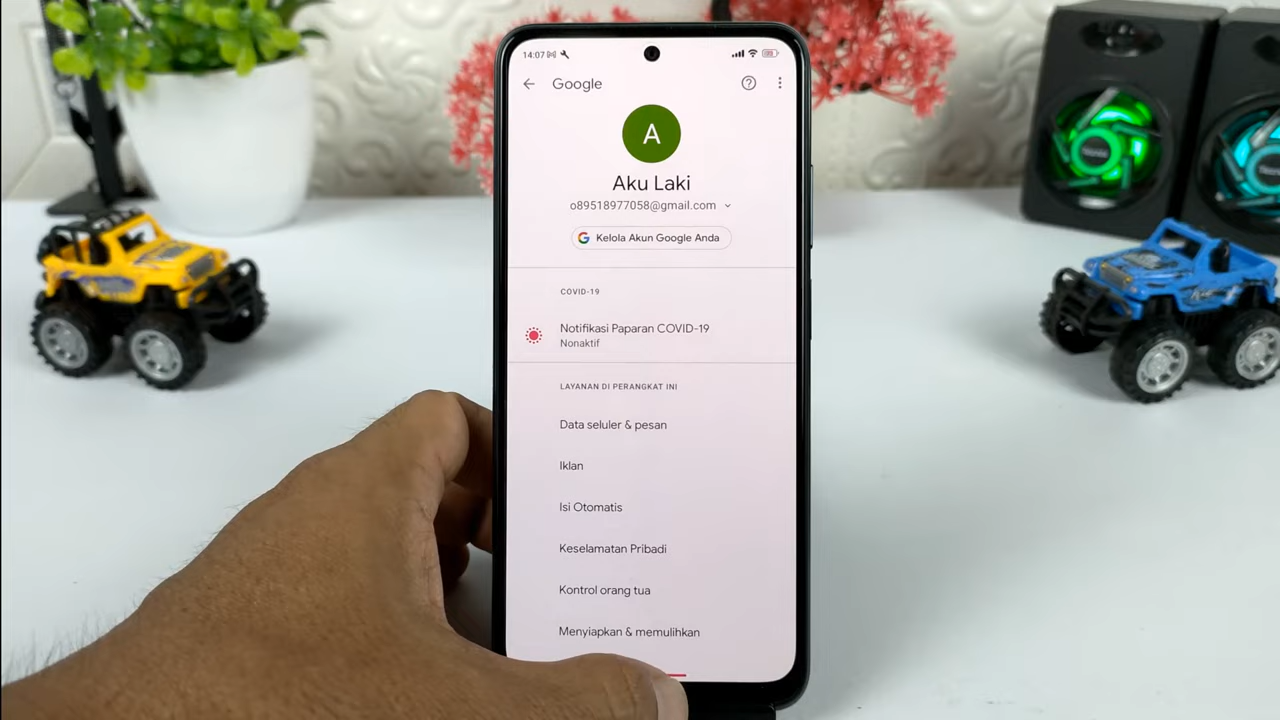 14:07
Google
A
Aku Laki
o89518977058@gmail.com
Kelola Akun Google Anda
COVID-19
Notifikasi Paparan COVID-19
Nonaktif
LAYANAN DI PERANGKAT INI
Data seluler & pesan
Iklan
Isi Otomatis
Keselamatan Pribadi
Kontrol orang tua
Menyiapkan & memulihkan